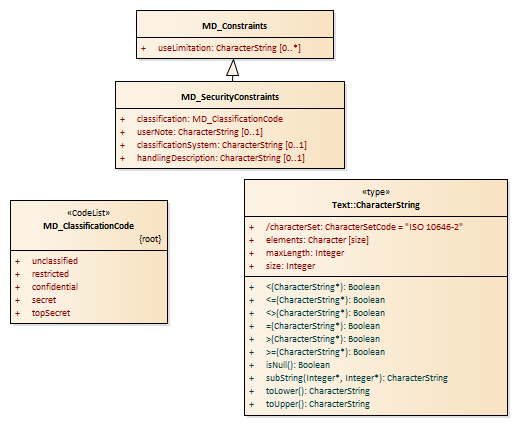 MD_Constraints
+ useLimitation: CharacterString [0..*]
MD_SecurityConstraints
+ classification: MD_ClassificationCode
+ userNote: CharacterString [0..1]
+ classificationSystem: CharacterString [0..1]
+ handlingDescription: CharacterString [0..1]
«CodeList»
MD_ClassificationCode
{root}
+ unclassified
+ restricted
+ confidential
+ secret
+ topSecret
«type»
Text::CharacterString
+ /characterSet: CharacterSetCode = "ISO 10646-2"
+ elements: Character [size]
+ maxLength: Integer
+ size: Integer
+ <(CharacterString*): Boolean
+ <=(CharacterString*): Boolean
+ <>(CharacterString*): Boolean
+ =(CharacterString*): Boolean
+ >(CharacterString*): Boolean
+ >=(CharacterString*): Boolean
+ isNull(): Boolean
+ subString(Integer*, Integer*): CharacterString
+ toLower(): CharacterString
+ toUpper(): CharacterString